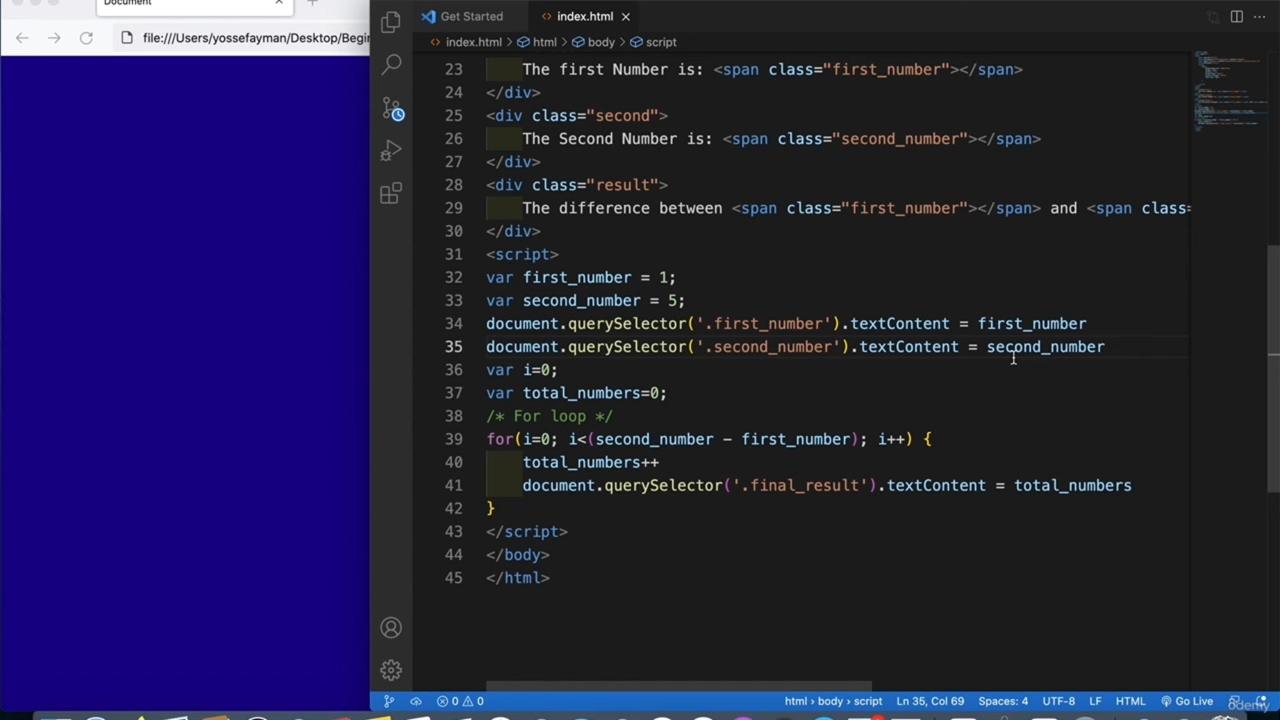 Document
file:///Users/yossefayman/Desktop/Begin
Get Started
index.html
index.html > html > body > script
23 The first Number is: <span class="first_number"></span>
24 </div>
25 <div class="second">
26 The Second Number is: <span class="second_number"></span>
27 </div>
28 <div class="result">
29 The difference between <span class="first_number"></span> and <span class=
30 </div>
31 <script>
32 var first_number = 1;
33 var second_number = 5;
34 document.querySelector('.first_number').textContent = first_number
35 document.querySelector('.second_number').textContent = second_number
36 var i=0;
37 var total_numbers=0;
38 /* For loop */
39 for(i=0; i<(second_number - first_number); i++) {
40 total_numbers++
41 document.querySelector('.final_result').textContent = total_numbers
42 }
43 </script>
44 </body>
45 </html>
0 0
html > body > script
Ln 35, Col 69
Spaces: 4
UTF-8
LF
HTML
Go Live
udemy